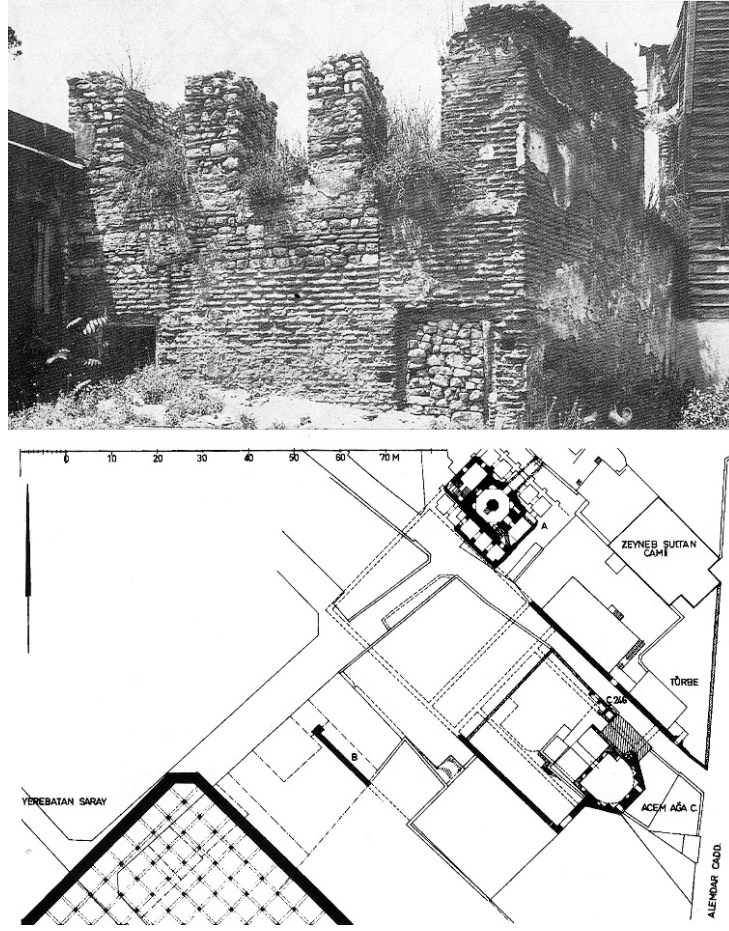 0 10 20 30 40 50 60 70 M
A
ZEYNEB SULTAN
CAMİİ
TÜRBE
C.246
B
YEREBATAN SARAY
ACEM AĞA C.
ALEMDAR CADD.